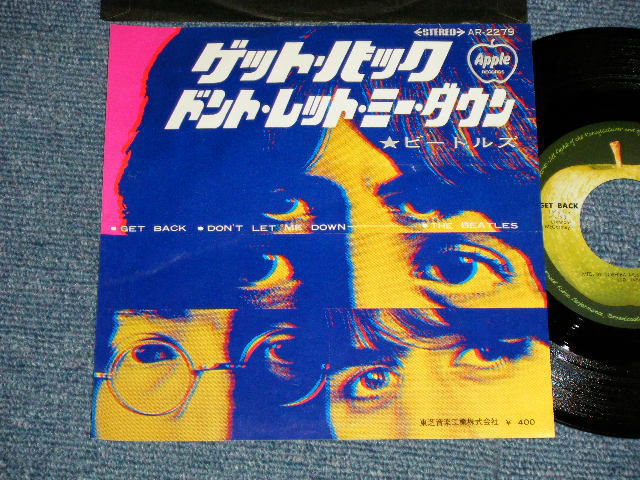 ←STEREO→ AR-2279
ゲット・バック
Apple
RECORDS
ドント・レット・ミー・ダウン
★ビートルズ
● GET BACK ● DON'T LET ME DOWN ● THE BEATLES
東芝音楽工業株式会社 ¥ 400
GET BACK